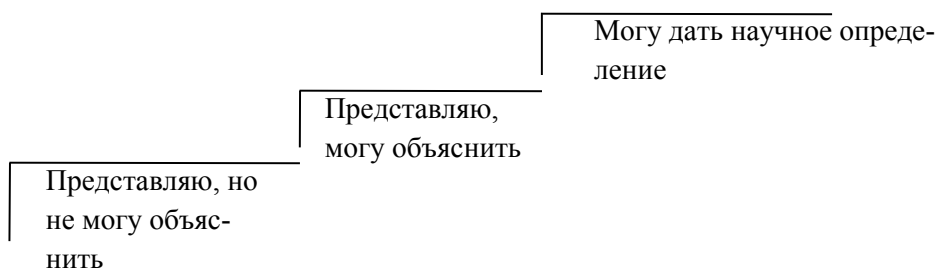 Могу дать научное опреде-
ление
Представляю,
могу объяснить
Представляю, но
не могу объяс-
нить